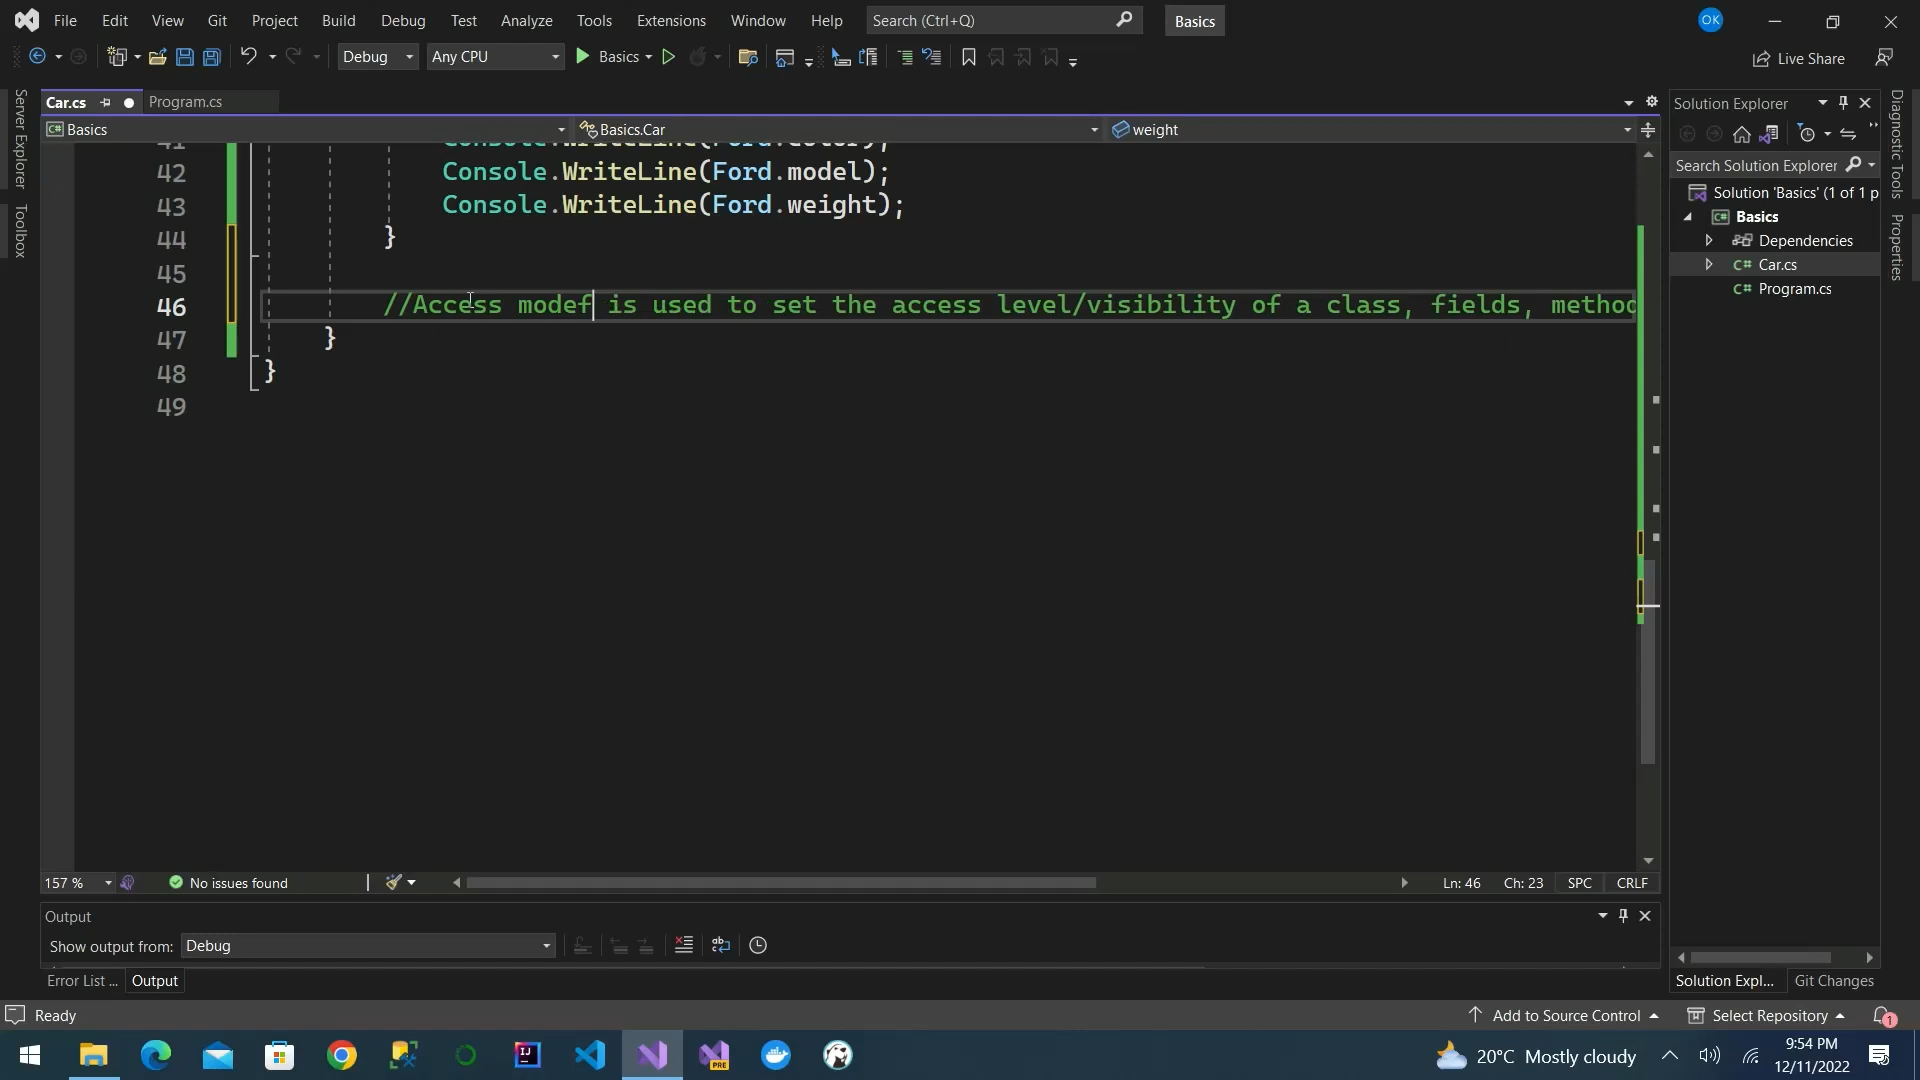 File Edit View Git Project Build Debug Test Analyze Tools Extensions Window Help Search (Ctrl+Q) Basics OK
Debug Any CPU Basics Live Share
Server Explorer
Toolbox
Car.cs Program.cs
Basics Basics.Car weight
42 Console.WriteLine(Ford.model);
43 Console.WriteLine(Ford.weight);
44 }
45
46 //Access modef is used to set the access level/visibility of a class, fields, method
47 }
48 }
49
157 % No issues found Ln: 46 Ch: 23 SPC CRLF
Output
Show output from: Debug
Error List ... Output
Solution Explorer
Search Solution Explorer
Solution 'Basics' (1 of 1 p
C# Basics
Dependencies
C# Car.cs
C# Program.cs
Solution Expl... Git Changes
Diagnostic Tools
Properties
Ready Add to Source Control Select Repository 1
IJ PRE 20°C Mostly cloudy 9:54 PM
12/11/2022